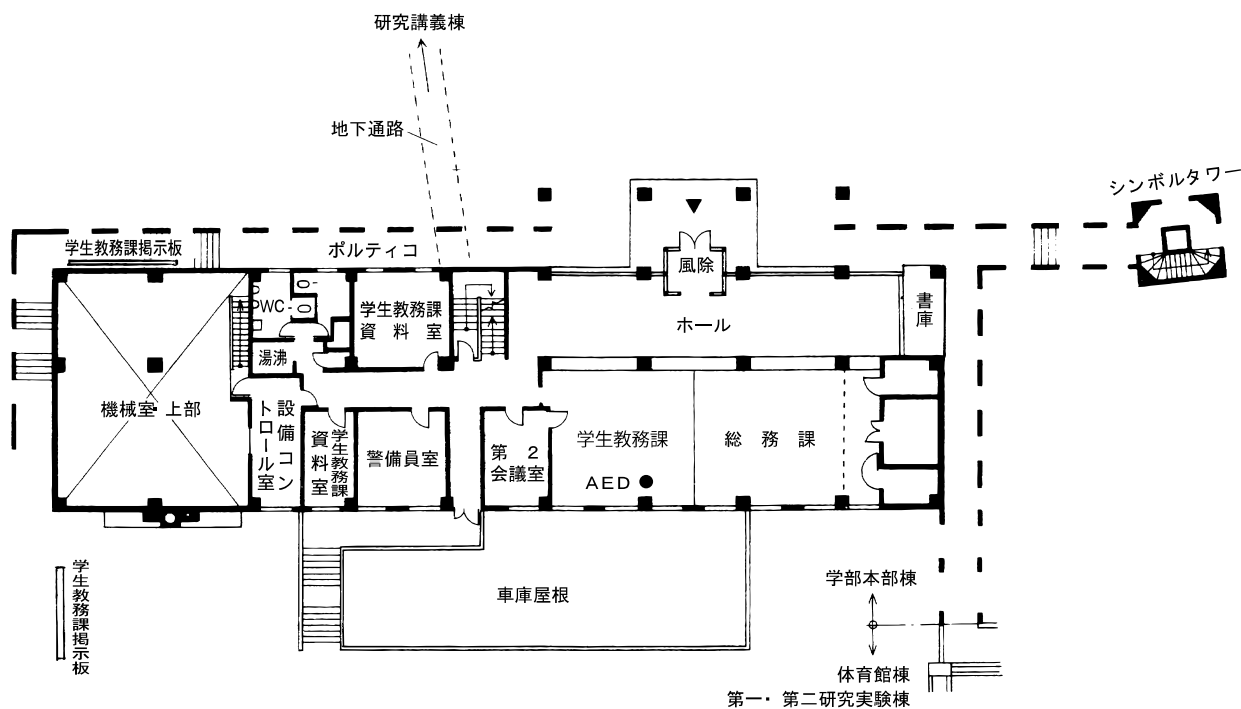 研究講義棟
地下通路
シンボルタワー
学生教務課掲示板
ポルティコ
風除
WC
学生教務課
資料室
ホール
書庫
湯沸
機械室上部
設備コン
トロール室
学生教務課
資料室
警備員室
第2
会議室
学生教務課
総務課
AED
車庫屋根
学生教務課掲示板
学部本部棟
体育館棟
第一・第二研究実験棟